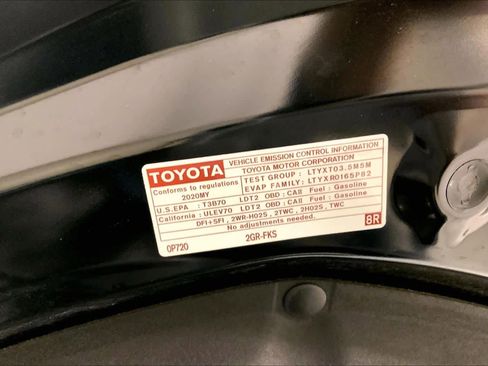 TOYOTA
VEHICLE EMISSION CONTROL INFORMATION
TOYOTA MOTOR CORPORATION
Conforms to regulations
2020MY
TEST GROUP : LTYXT03.5M5M
EVAP FAMILY: LTYXR0165P82
U.S.EPA : T3B70 LDT2 OBD : CAII Fuel : Gasoline
California : ULEV70 LDT2 OBD : CAII Fuel : Gasoline
DFI+SFI, 2WR-HO2S, 2TWC, 2HO2S, TWC
No adjustments needed.
0P720
2GR-FKS
8R